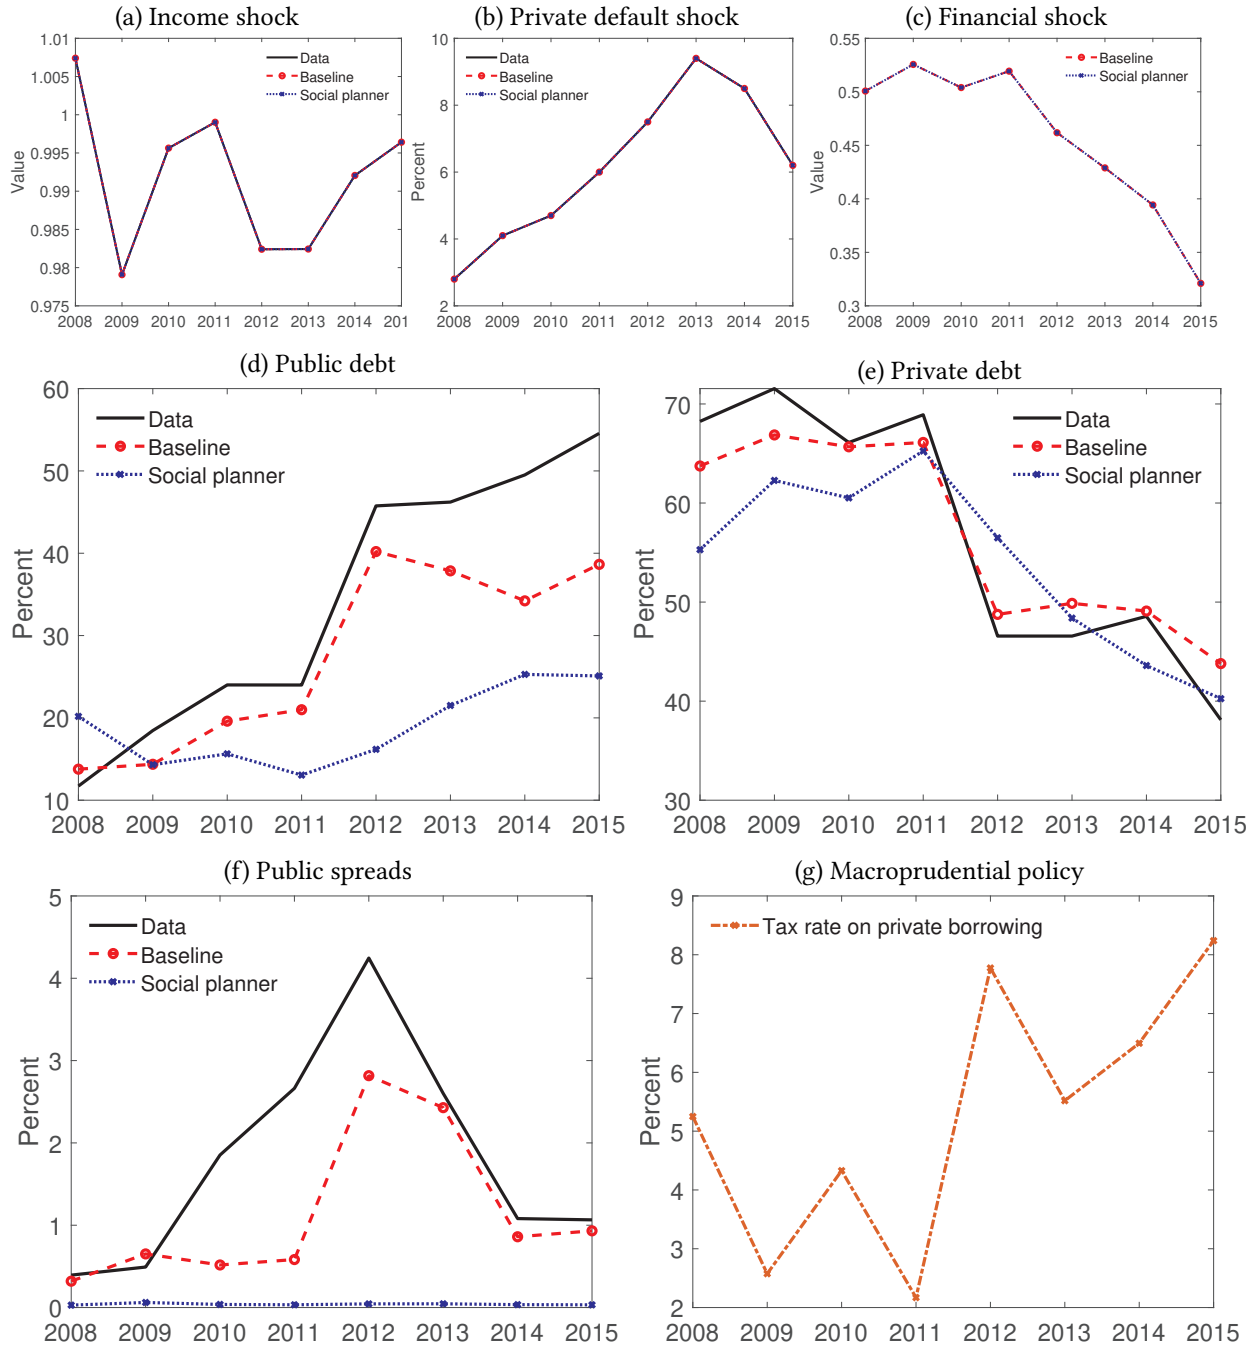 (a) Income shock
(b) Private default shock
(c) Financial shock
1.01
1.005
1
0.995
0.99
0.985
0.98
0.975
Value
Data
Baseline
Social planner
2008 2009 2010 2011 2012 2013 2014 201
10
8
6
4
2
Percent
Data
Baseline
Social planner
2008 2009 2010 2011 2012 2013 2014 2015
0.55
0.5
0.45
0.4
0.35
0.3
Value
Baseline
Social planner
2008 2009 2010 2011 2012 2013 2014 2015
(d) Public debt
60
50
40
30
20
10
Percent
Data
Baseline
Social planner
2008 2009 2010 2011 2012 2013 2014 2015
(e) Private debt
70
60
50
40
30
Percent
Data
Baseline
Social planner
2008 2009 2010 2011 2012 2013 2014 2015
(f) Public spreads
5
4
3
2
1
0
Percent
Data
Baseline
Social planner
2008 2009 2010 2011 2012 2013 2014 2015
(g) Macroprudential policy
9
8
7
6
5
4
3
2
Percent
Tax rate on private borrowing
2008 2009 2010 2011 2012 2013 2014 2015